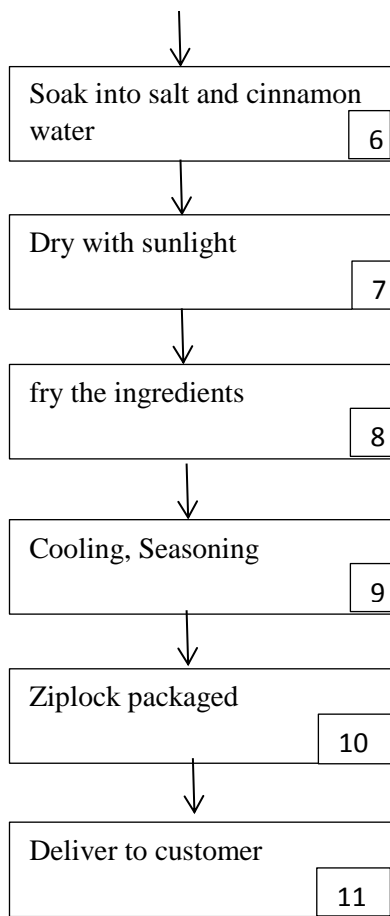 Soak into salt and cinnamon
water
6
Dry with sunlight
7
fry the ingredients
8
Cooling, Seasoning
9
Ziplock packaged
10
Deliver to customer
11